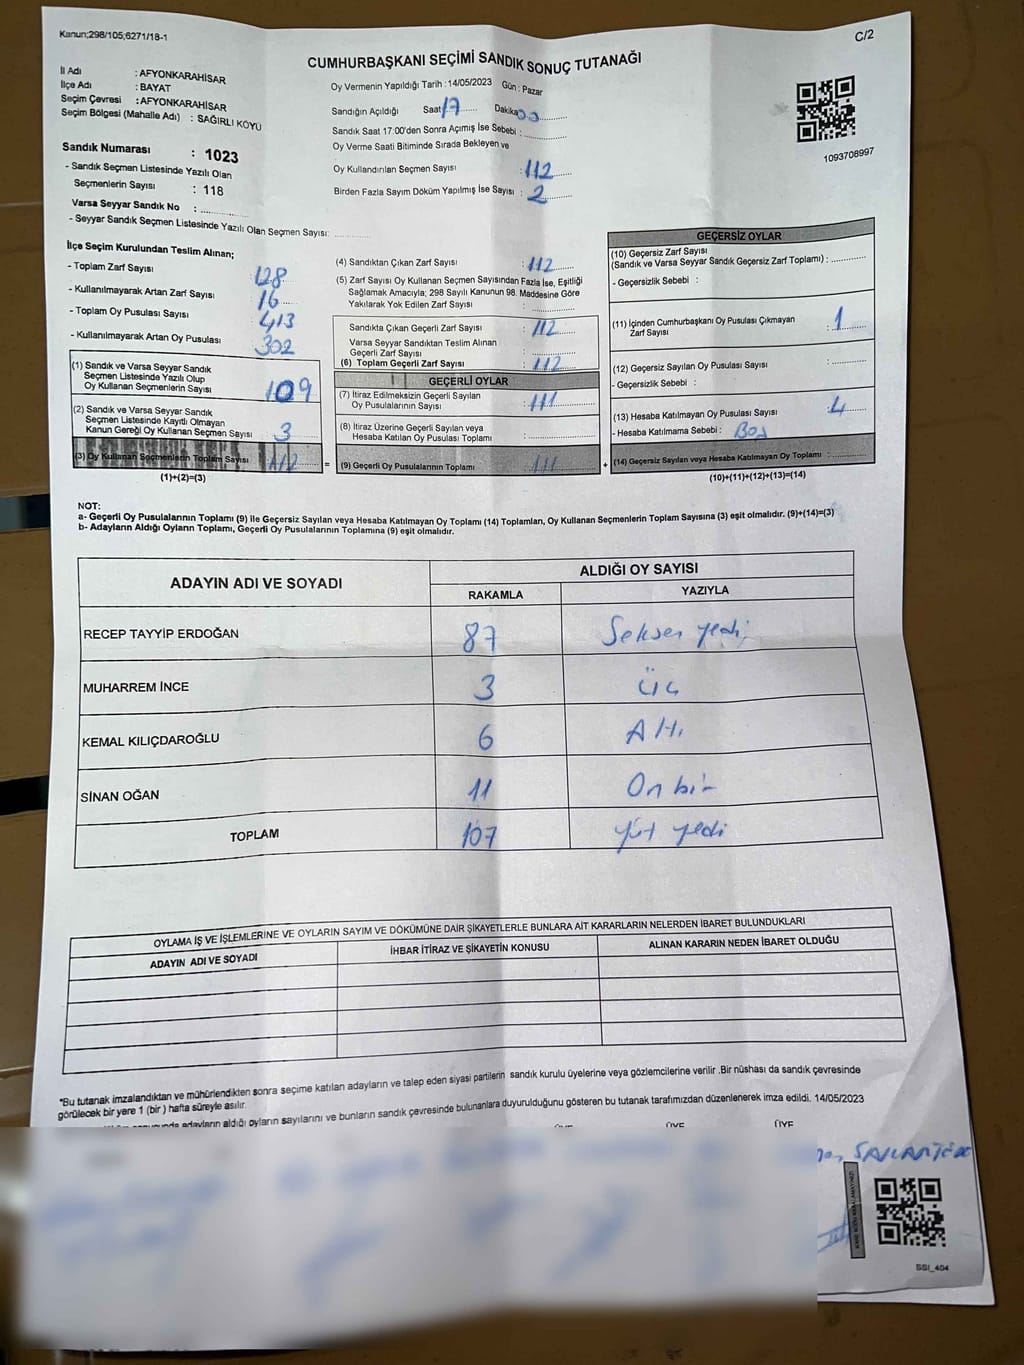 Kanun;298/105;6271/18-1
C/2
CUMHURBAŞKANI SEÇİMİ SANDIK SONUÇ TUTANAĞI
İl Adı : AFYONKARAHİSAR
İlçe Adı : BAYAT
Seçim Çevresi : AFYONKARAHİSAR
Seçim Bölgesi (Mahalle Adı) : SAĞIRLI KÖYÜ
Sandık Numarası : 1023
- Sandık Seçmen Listesinde Yazılı Olan
Seçmenlerin Sayısı : 118
Varsa Seyyar Sandık No : ............
- Seyyar Sandık Seçmen Listesinde Yazılı Olan Seçmen Sayısı: ............
Oy Vermenin Yapıldığı Tarih : 14/05/2023 Gün : Pazar
Sandığın Açıldığı Saat 17 Dakika 00
Sandık Saat 17:00'den Sonra Açımış İse Sebebi : ............
Oy Verme Saati Bitiminde Sırada Bekleyen ve
Oy Kullandırılan Seçmen Sayısı : 112
Birden Fazla Sayım Döküm Yapılmış İse Sayısı : 2
1093708997
İlçe Seçim Kurulundan Teslim Alınan;
- Toplam Zarf Sayısı 128
- Kullanılmayarak Artan Zarf Sayısı 16
- Toplam Oy Pusulası Sayısı 413
- Kullanılmayarak Artan Oy Pusulası 302
(1) Sandık ve Varsa Seyyar Sandık
Seçmen Listesinde Yazılı Olup
Oy Kullanan Seçmenlerin Sayısı 109
(2) Sandık ve Varsa Seyyar Sandık
Seçmen Listesinde Kayıtlı Olmayan
Kanun Gereği Oy Kullanan Seçmen Sayısı 3
(3) Oy Kullanan Seçmenlerin Toplam Sayısı 112
(1)+(2)=(3)
(4) Sandıktan Çıkan Zarf Sayısı : 112
(5) Zarf Sayısı Oy Kullanan Seçmen Sayısından Fazla İse, Eşitliği
Sağlamak Amacıyla; 298 Sayılı Kanunun 98. Maddesine Göre
Yakılarak Yok Edilen Zarf Sayısı : ............
Sandıkta Çıkan Geçerli Zarf Sayısı : 112
Varsa Seyyar Sandıktan Teslim Alınan
Geçerli Zarf Sayısı : ............
(6) Toplam Geçerli Zarf Sayısı : 112
GEÇERLİ OYLAR
(7) İtiraz Edilmeksizin Geçerli Sayılan
Oy Pusulalarının Sayısı : 111
(8) İtiraz Üzerine Geçerli Sayılan veya
Hesaba Katılan Oy Pusulası Toplamı : ............
= (9) Geçerli Oy Pusulalarının Toplamı : 111
GEÇERSİZ OYLAR
(10) Geçersiz Zarf Sayısı
(Sandık ve Varsa Seyyar Sandık Geçersiz Zarf Toplamı) : ............
- Geçersizlik Sebebi :
(11) İçinden Cumhurbaşkanı Oy Pusulası Çıkmayan
Zarf Sayısı : 1
(12) Geçersiz Sayılan Oy Pusulası Sayısı : ............
- Geçersizlik Sebebi :
(13) Hesaba Katılmayan Oy Pusulası Sayısı : 4
- Hesaba Katılmama Sebebi : Boş
+ (14) Geçersiz Sayılan veya Hesaba Katılmayan Oy Toplamı : ............
(10)+(11)+(12)+(13)=(14)
NOT:
a- Geçerli Oy Pusulalarının Toplamı (9) ile Geçersiz Sayılan veya Hesaba Katılmayan Oy Toplamı (14) Toplamları, Oy Kullanan Seçmenlerin Toplam Sayısına (3) eşit olmalıdır. (9)+(14)=(3)
b- Adayların Aldığı Oyların Toplamı, Geçerli Oy Pusulalarının Toplamına (9) eşit olmalıdır.
ADAYIN ADI VE SOYADI ALDIĞI OY SAYISI
RAKAMLA YAZIYLA
RECEP TAYYİP ERDOĞAN 87 Seksen yedi
MUHARREM İNCE 3 Üç
KEMAL KILIÇDAROĞLU 6 Altı
SİNAN OĞAN 11 On bir
TOPLAM 107 yüz yedi
OYLAMA İŞ VE İŞLEMLERİNE VE OYLARIN SAYIM VE DÖKÜMÜNE DAİR ŞİKAYETLERLE BUNLARA AİT KARARLARIN NELERDEN İBARET BULUNDUKLARI
ADAYIN ADI VE SOYADI İHBAR İTİRAZ VE ŞİKAYETİN KONUSU ALINAN KARARIN NEDEN İBARET OLDUĞU
"Bu tutanak imzalandıktan ve mühürlendikten sonra seçime katılan adayların ve talep eden siyasi partilerin sandık kurulu üyelerine veya gözlemcilerine verilir .Bir nüshası da sandık çevresinde
görülecek bir yere 1 (bir ) hafta süreyle asılır.
adayların aldığı oyların sayılarını ve bunların sandık çevresinde bulunanlara duyurulduğunu gösteren bu tutanak tarafımızdan düzenlenerek imza edildi. 14/05/2023
ÜYE ÜYE ÜYE
SSI_404